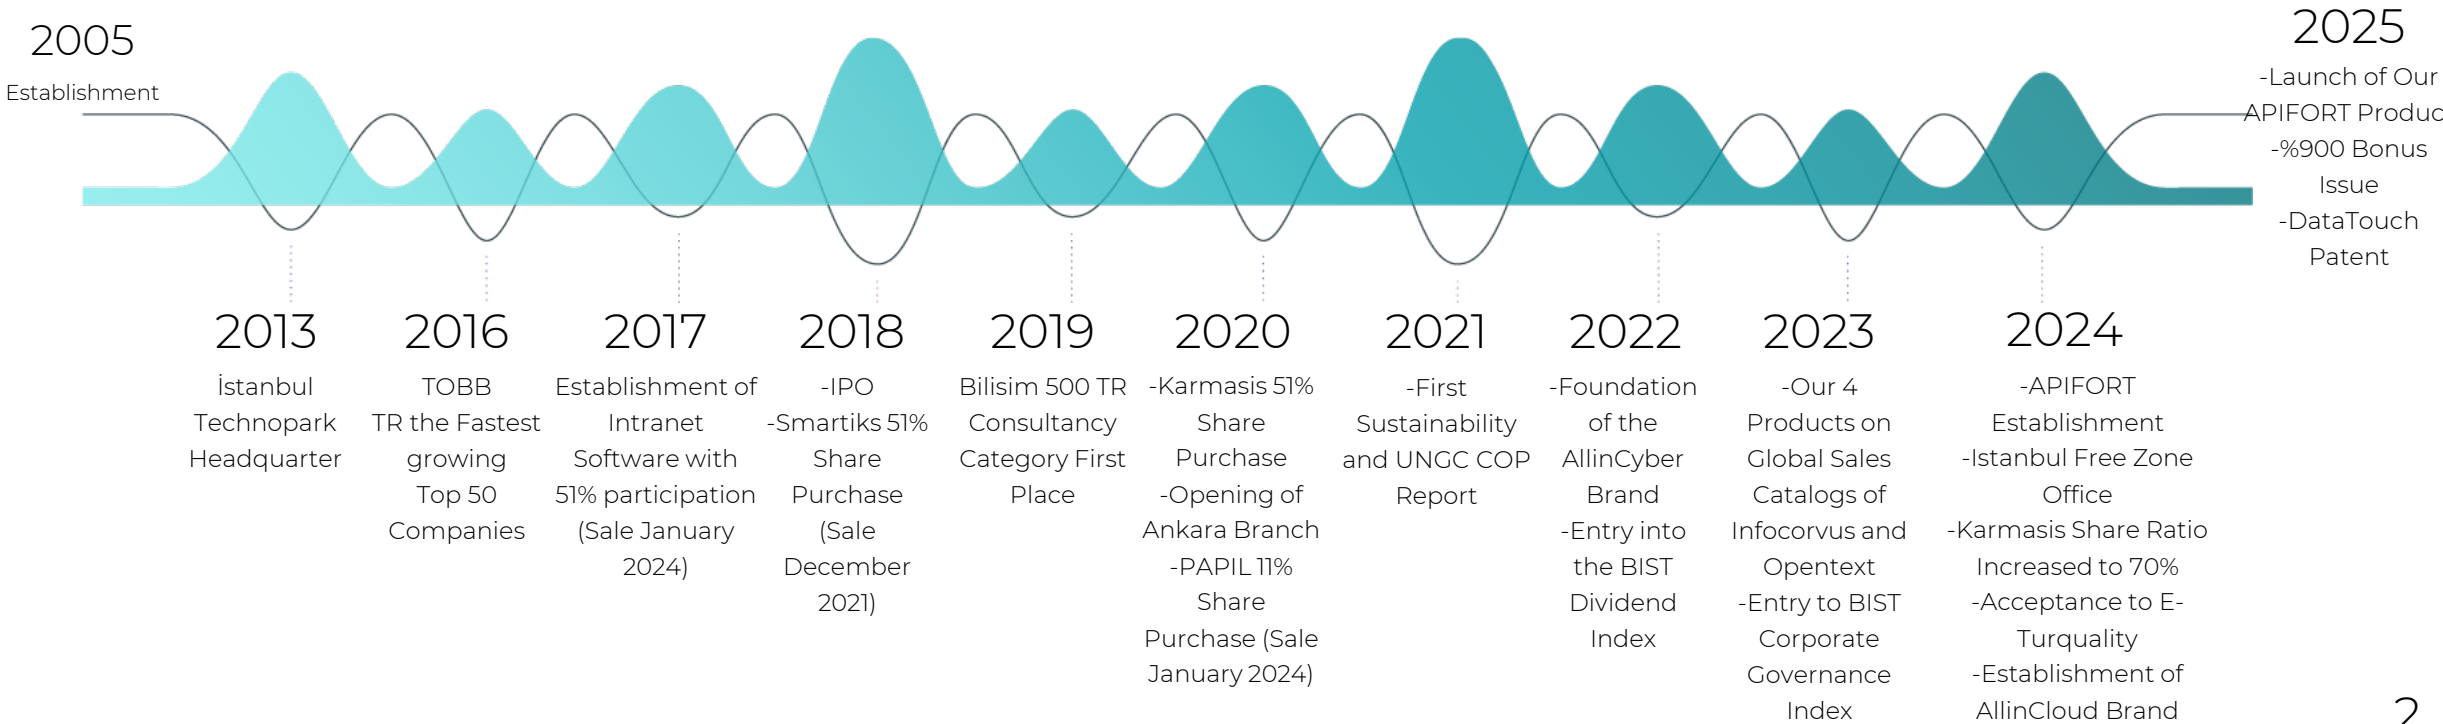 2005
Establishment
2013
İstanbul
Technopark
Headquarter
2016
TOBB
TR the Fastest
growing
Top 50
Companies
2017
Establishment of
Intranet
Software with
51% participation
(Sale January
2024)
2018
-IPO
-Smartiks 51%
Share
Purchase
(Sale
December
2021)
2019
Bilisim 500 TR
Consultancy
Category First
Place
2020
-Karmasis 51%
Share
Purchase
-Opening of
Ankara Branch
-PAPIL 11%
Share
Purchase (Sale
January 2024)
2021
-First
Sustainability
and UNGC COP
Report
2022
-Foundation
of the
AllinCyber
Brand
-Entry into
the BIST
Dividend
Index
2023
-Our 4
Products on
Global Sales
Catalogs of
Infocorvus and
Opentext
-Entry to BIST
Corporate
Governance
Index
2024
-APIFORT
Establishment
-Istanbul Free Zone
Office
-Karmasis Share Ratio
Increased to 70%
-Acceptance to E-
Turquality
-Establishment of
AllinCloud Brand
2025
-Launch of Our
APIFORT Produc
-%900 Bonus
Issue
-DataTouch
Patent
2